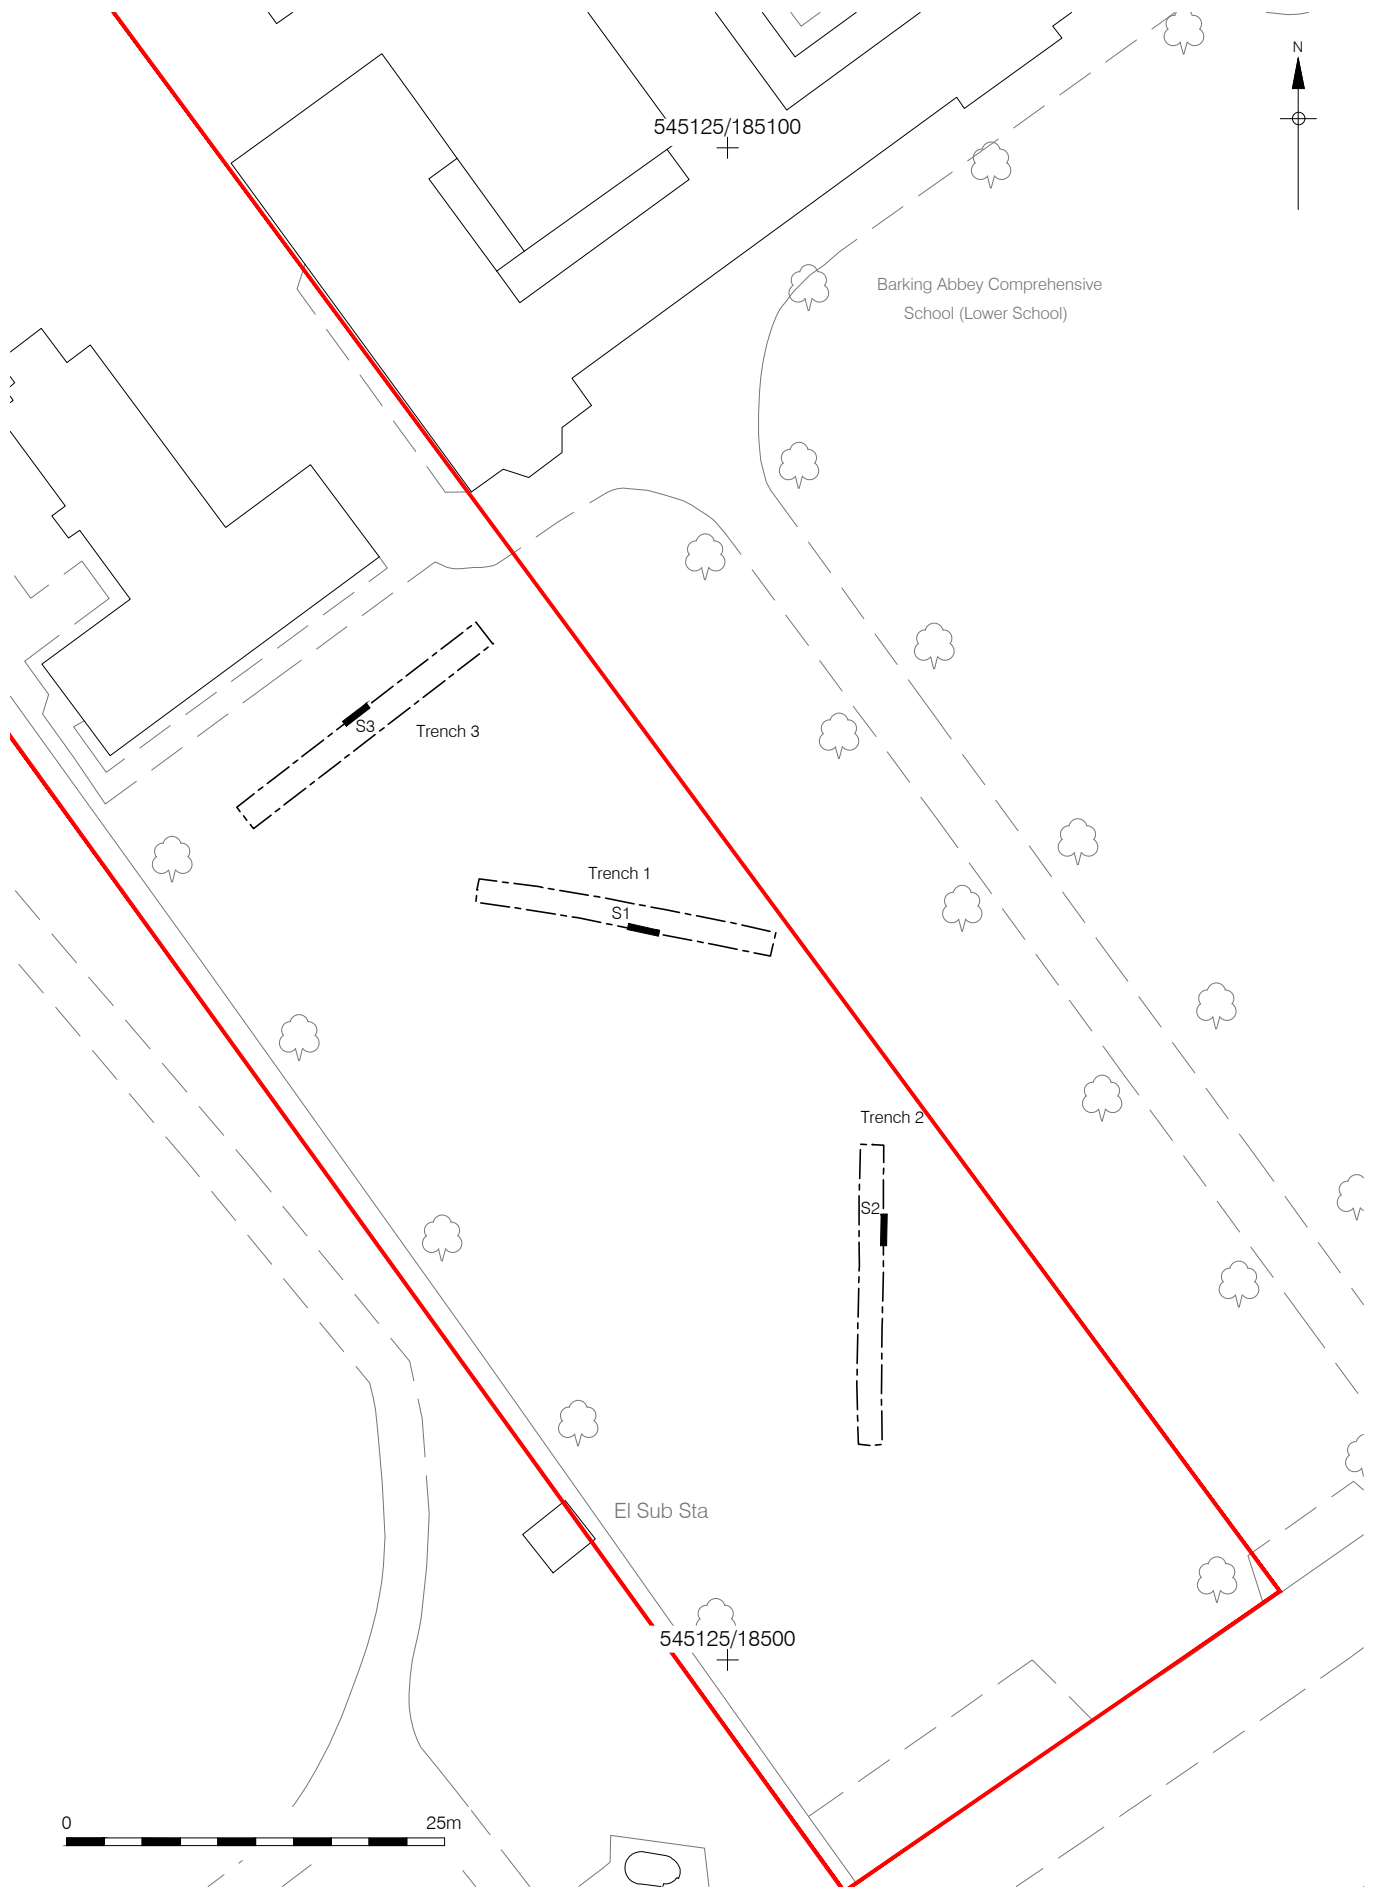 N
545125/185100
Barking Abbey Comprehensive
School (Lower School)
S3
Trench 3
Trench 1
S1
Trench 2
S2
El Sub Sta
545125/18500
0 25m